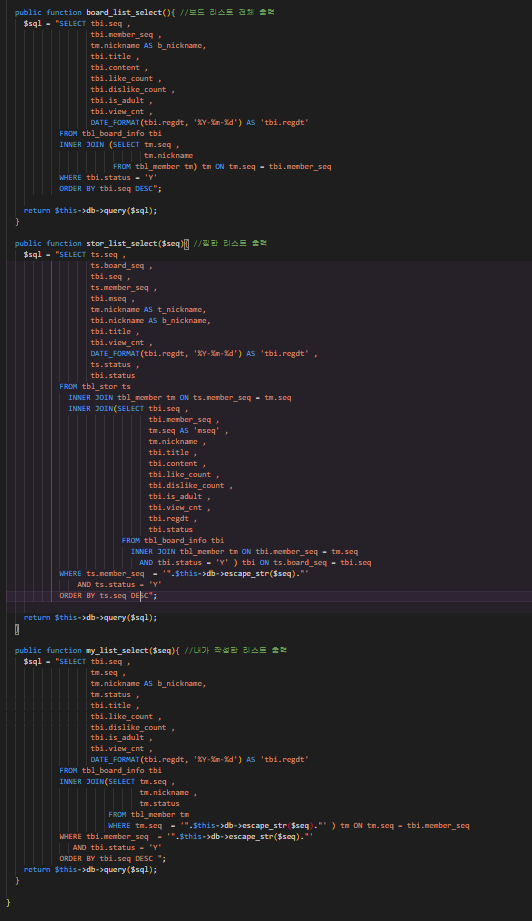 public function board_list_select(){ //보드 리스트 전체 출력
$sql = "SELECT tbi.seq ,
tbi.member_seq ,
tm.nickname AS b_nickname,
tbi.title ,
tbi.content ,
tbi.like_count ,
tbi.dislike_count ,
tbi.is_adult ,
tbi.view_cnt ,
DATE_FORMAT(tbi.regdt, '%Y-%m-%d') AS 'tbi.regdt'
FROM tbl_board_info tbi
INNER JOIN (SELECT tm.seq ,
tm.nickname
FROM tbl_member tm) tm ON tm.seq = tbi.member_seq
WHERE tbi.status = 'Y'
ORDER BY tbi.seq DESC";
return $this->db->query($sql);
}
public function stor_list_select($seq){ //찜한 리스트 출력
$sql = "SELECT ts.seq ,
ts.board_seq ,
tbi.seq ,
ts.member_seq ,
tbi.mseq ,
tm.nickname AS t_nickname,
tbi.nickname AS b_nickname,
tbi.title ,
tbi.view_cnt ,
DATE_FORMAT(tbi.regdt, '%Y-%m-%d') AS 'tbi.regdt' ,
ts.status ,
tbi.status
FROM tbl_stor ts
INNER JOIN tbl_member tm ON ts.member_seq = tm.seq
INNER JOIN(SELECT tbi.seq ,
tbi.member_seq ,
tm.seq AS 'mseq' ,
tm.nickname ,
tbi.title ,
tbi.content ,
tbi.like_count ,
tbi.dislike_count ,
tbi.is_adult ,
tbi.view_cnt ,
tbi.regdt ,
tbi.status
FROM tbl_board_info tbi
INNER JOIN tbl_member tm ON tbi.member_seq = tm.seq
AND tbi.status = 'Y' ) tbi ON ts.board_seq = tbi.seq
WHERE ts.member_seq = '".$this->db->escape_str($seq)."'
AND ts.status = 'Y'
ORDER BY ts.seq DESC";
return $this->db->query($sql);
}
public function my_list_select($seq){ //내가 작성한 리스트 출력
$sql = "SELECT tbi.seq ,
tm.seq ,
tm.nickname AS b_nickname,
tm.status ,
tbi.title ,
tbi.like_count ,
tbi.dislike_count ,
tbi.is_adult ,
tbi.view_cnt ,
DATE_FORMAT(tbi.regdt, '%Y-%m-%d') AS 'tbi.regdt'
FROM tbl_board_info tbi
INNER JOIN(SELECT tm.seq ,
tm.nickname ,
tm.status
FROM tbl_member tm
WHERE tm.seq = '".$this->db->escape_str($seq)."' ) tm ON tm.seq = tbi.member_seq
WHERE tbi.member_seq = '".$this->db->escape_str($seq)."'
AND tbi.status = 'Y'
ORDER BY tbi.seq DESC ";
return $this->db->query($sql);
}
}